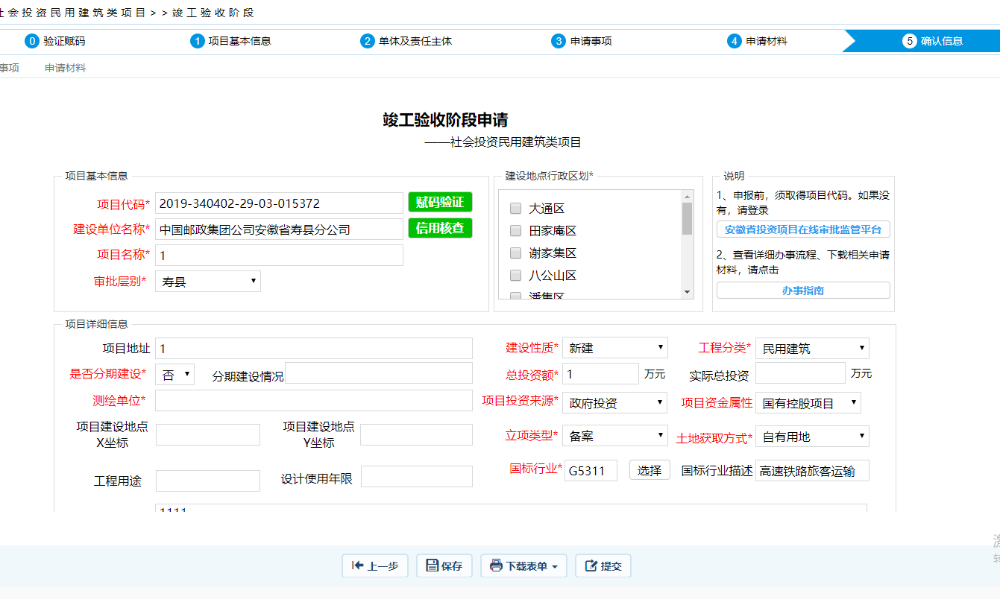 社会投资民用建筑类项目>>竣工验收阶段
0 验证赋码 1 项目基本信息 2 单体及责任主体 3 申请事项 4 申请材料 5 确认信息
事项 申请材料
竣工验收阶段申请
——社会投资民用建筑类项目
项目基本信息
项目代码* 2019-340402-29-03-015372 赋码验证
建设单位名称* 中国邮政集团公司安徽省寿县分公司 信用核查
项目名称* 1
审批层别* 寿县
建设地点行政区划*
大通区
田家庵区
谢家集区
八公山区
潘集区
说明
1、申报前，须取得项目代码。如果没
有，请登录
安徽省投资项目在线审批监管平台
2、查看详细办事流程、下载相关申请
材料，请点击
办事指南
项目详细信息
项目地址 1 建设性质* 新建 工程分类* 民用建筑
是否分期建设* 否 分期建设情况 总投资额* 1 万元 实际总投资 万元
测绘单位* 项目投资来源* 政府投资 项目资金属性 国有控股项目
项目建设地点
X坐标
项目建设地点
Y坐标
立项类型* 备案 土地获取方式* 自有用地
工程用途 设计使用年限 国标行业* G5311 选择 国标行业描述 高速铁路旅客运输
1111
上一步 保存 下载表单 提交